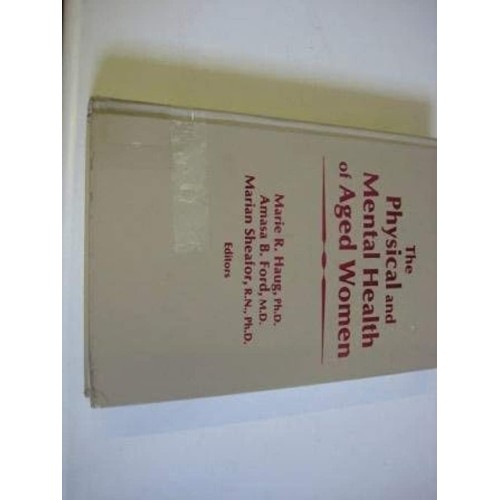 The
Physical and
Mental Health
of Aged Women
Marie R. Haug, Ph.D.
Amasa B. Ford, M.D.
Marian Sheafor, R.N., Ph.D.
Editors